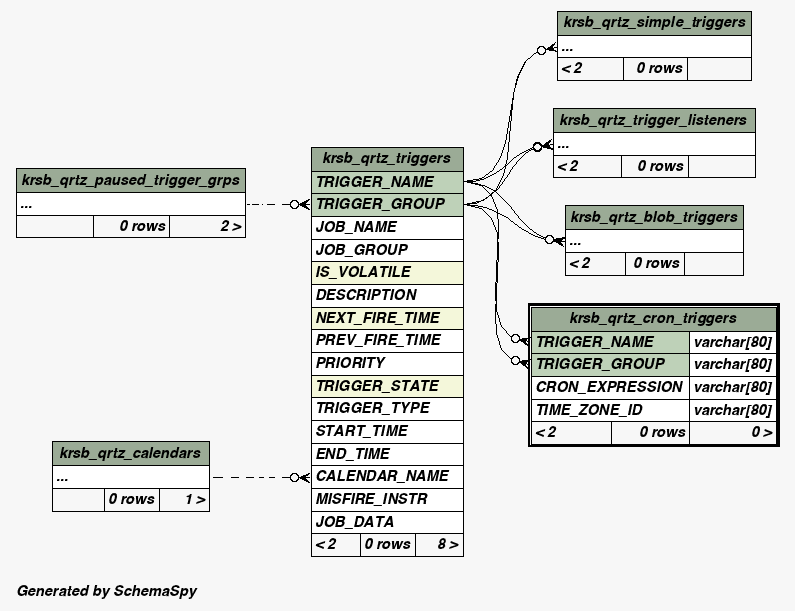 krsb_qrtz_simple_triggers
...
< 2 0 rows
krsb_qrtz_trigger_listeners
...
< 2 0 rows
krsb_qrtz_triggers
TRIGGER_NAME
TRIGGER_GROUP
JOB_NAME
JOB_GROUP
IS_VOLATILE
DESCRIPTION
NEXT_FIRE_TIME
PREV_FIRE_TIME
PRIORITY
TRIGGER_STATE
TRIGGER_TYPE
START_TIME
END_TIME
CALENDAR_NAME
MISFIRE_INSTR
JOB_DATA
< 2 0 rows 8 >
krsb_qrtz_paused_trigger_grps
...
0 rows 2 >
krsb_qrtz_blob_triggers
...
< 2 0 rows
krsb_qrtz_cron_triggers
TRIGGER_NAME varchar[80]
TRIGGER_GROUP varchar[80]
CRON_EXPRESSION varchar[80]
TIME_ZONE_ID varchar[80]
< 2 0 rows 0 >
krsb_qrtz_calendars
...
0 rows 1 >
Generated by SchemaSpy